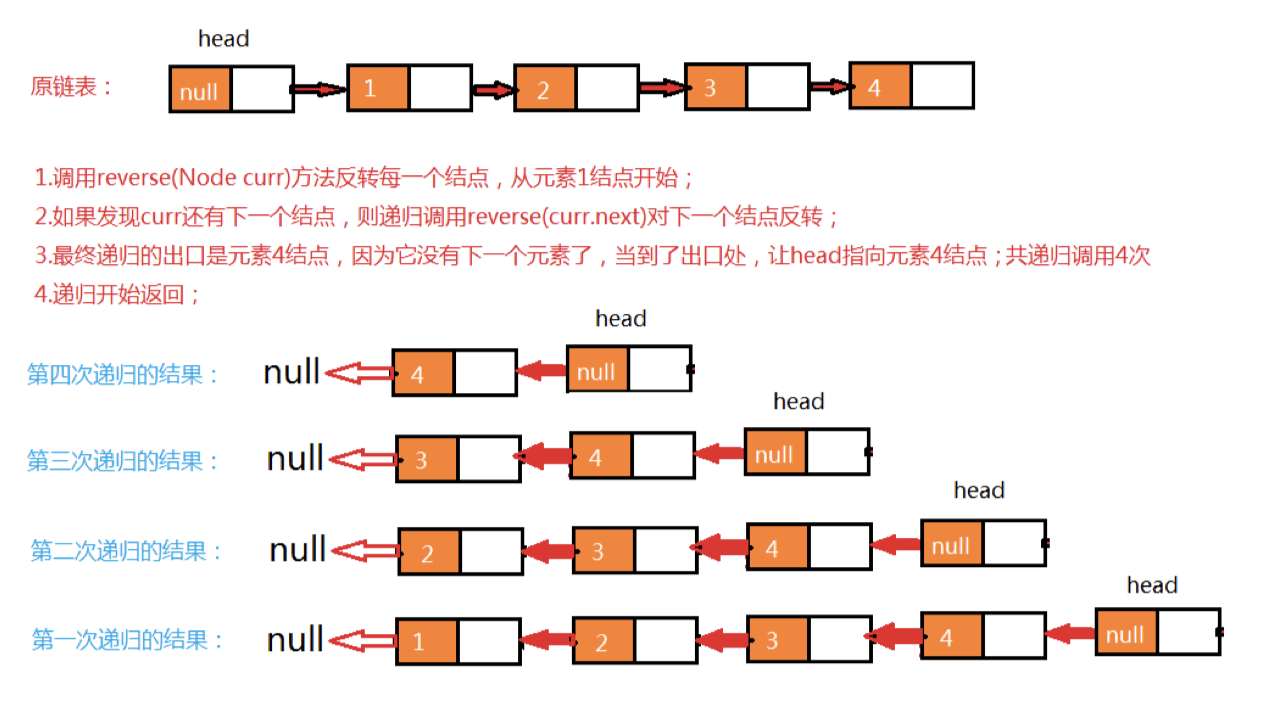 head
原链表：
null 1 2 3 4
1.调用reverse(Node curr)方法反转每一个结点，从元素1结点开始；
2.如果发现curr还有下一个结点，则递归调用reverse(curr.next)对下一个结点反转；
3.最终递归的出口是元素4结点，因为它没有下一个元素了，当到了出口处，让head指向元素4结点；共递归调用4次
4.递归开始返回；
head
第四次递归的结果： null 4 null
head
第三次递归的结果： null 3 4 null
head
第二次递归的结果： null 2 3 4 null
head
第一次递归的结果： null 1 2 3 4 null